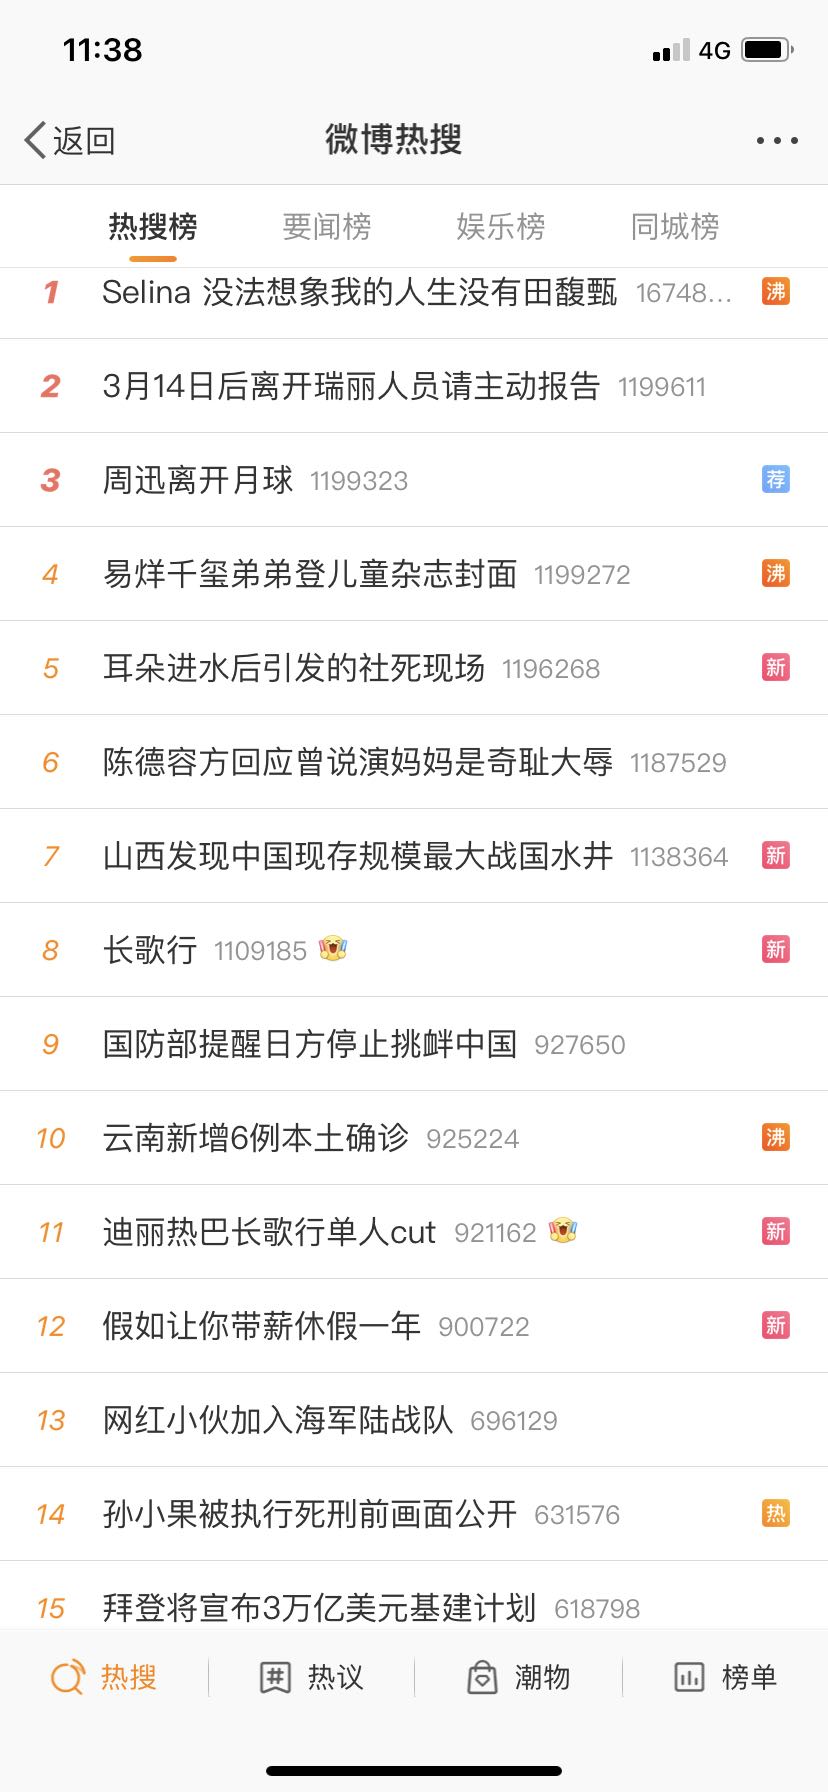 11:38
4G
返回
微博热搜
热搜榜 要闻榜 娱乐榜 同城榜
1 Selina 没法想象我的人生没有田馥甄 16748... 沸
2 3月14日后离开瑞丽人员请主动报告 1199611
3 周迅离开月球 1199323 荐
4 易烊千玺弟弟登儿童杂志封面 1199272 沸
5 耳朵进水后引发的社死现场 1196268 新
6 陈德容方回应曾说演妈妈是奇耻大辱 1187529
7 山西发现中国现存规模最大战国水井 1138364 新
8 长歌行 1109185 新
9 国防部提醒日方停止挑衅中国 927650
10 云南新增6例本土确诊 925224 沸
11 迪丽热巴长歌行单人cut 921162 新
12 假如让你带薪休假一年 900722 新
13 网红小伙加入海军陆战队 696129
14 孙小果被执行死刑前画面公开 631576 热
15 拜登将宣布3万亿美元基建计划 618798
热搜 热议 潮物 榜单